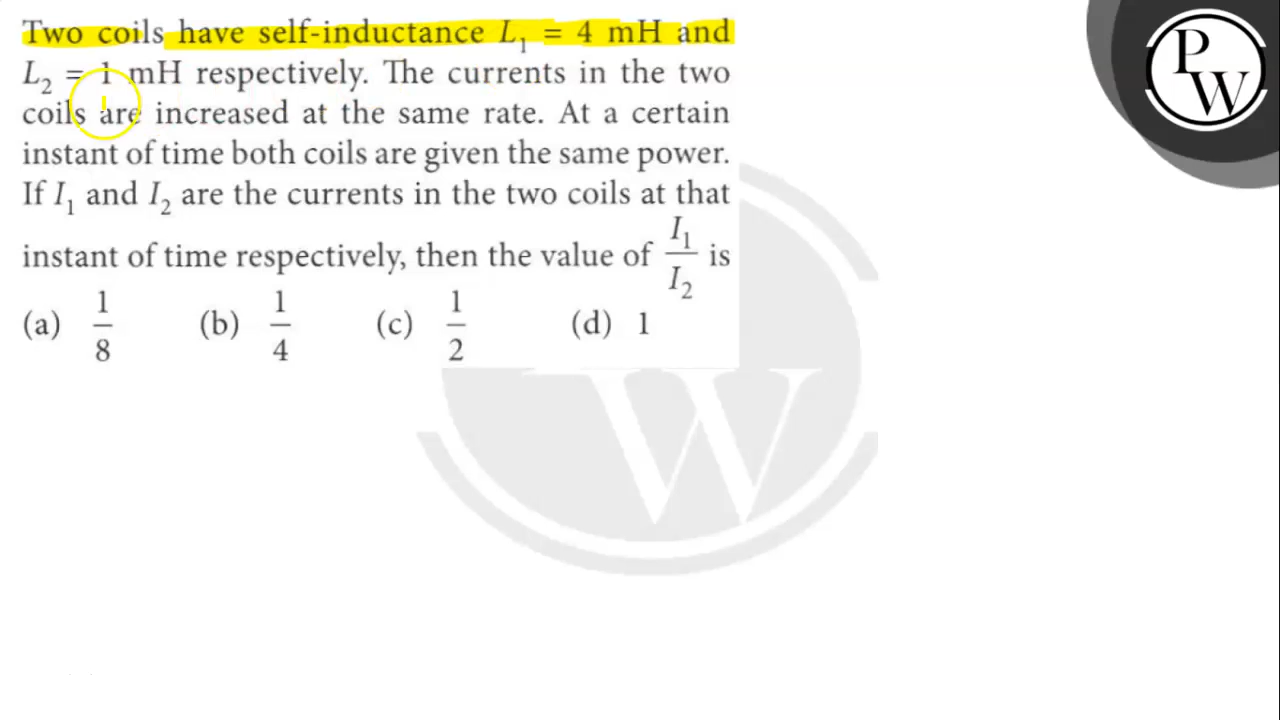 Two coils have self-inductance L₁ = 4 mH and
L₂ = 1 mH respectively. The currents in the two
coils are increased at the same rate. At a certain
instant of time both coils are given the same power.
If I₁ and I₂ are the currents in the two coils at that
instant of time respectively, then the value of I₁/I₂ is
(a) 1/8 (b) 1/4 (c) 1/2 (d) 1
P
W
W